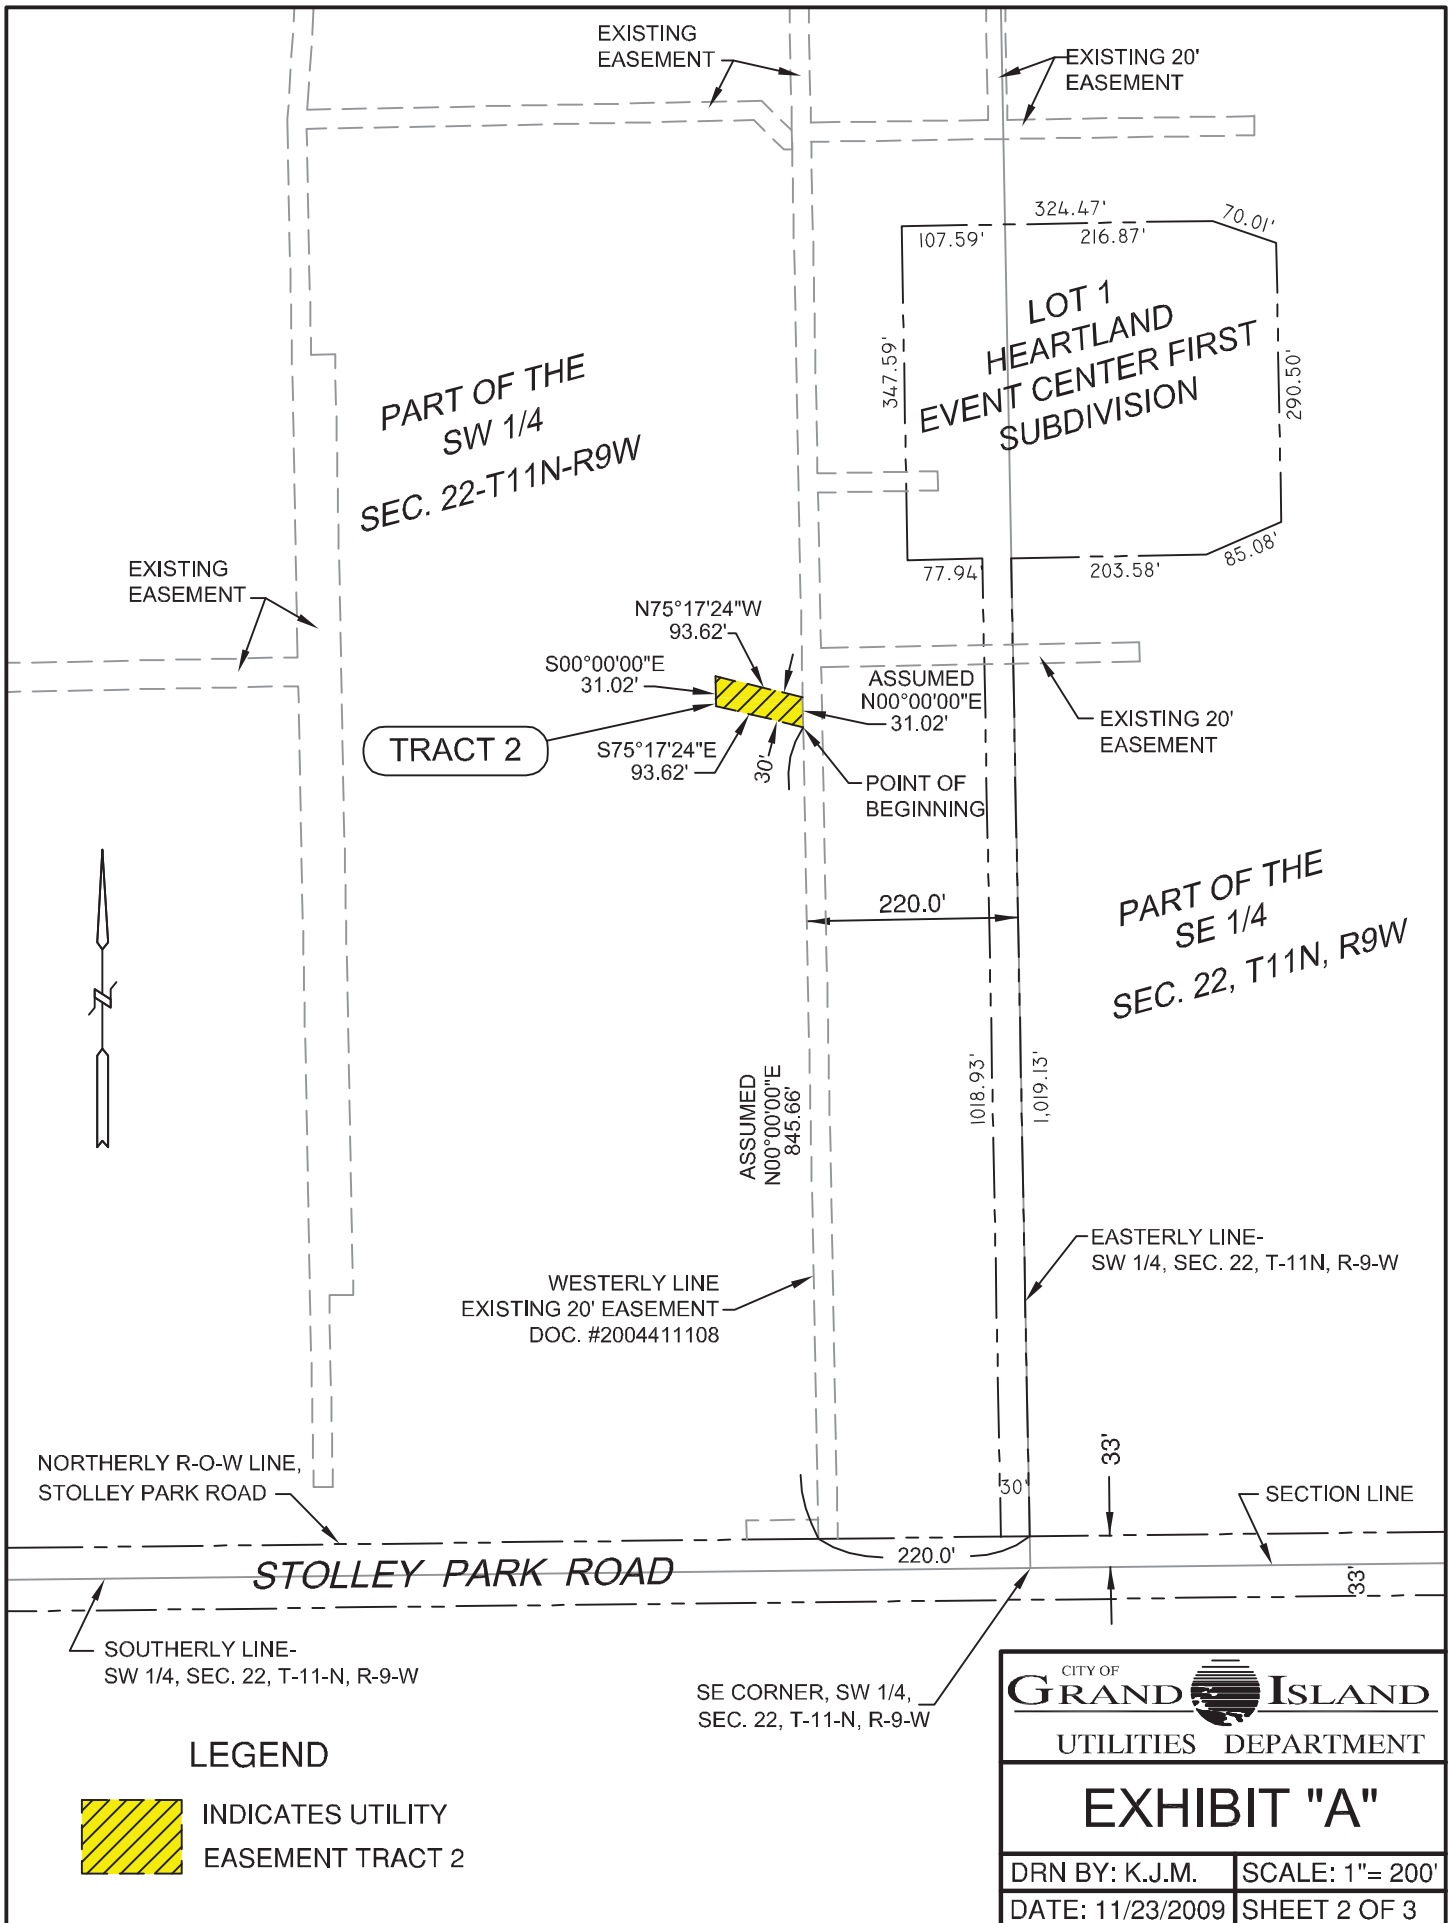 EXISTING
EASEMENT
EXISTING 20'
EASEMENT
324.47'
70.01'
107.59'
216.87'
LOT 1
HEARTLAND
EVENT CENTER FIRST
SUBDIVISION
347.59'
290.50'
PART OF THE
SW 1/4
SEC. 22-T11N-R9W
77.94'
203.58'
85.08'
EXISTING
EASEMENT
N75°17'24"W
93.62'
S00°00'00"E
31.02'
ASSUMED
N00°00'00"E
31.02'
TRACT 2
S75°17'24"E
93.62'
30'
EXISTING 20'
EASEMENT
POINT OF
BEGINNING
220.0'
PART OF THE
SE 1/4
SEC. 22, T11N, R9W
ASSUMED
N00°00'00"E
845.66'
1018.93'
1,019.13'
EASTERLY LINE-
SW 1/4, SEC. 22, T-11N, R-9-W
WESTERLY LINE
EXISTING 20' EASEMENT
DOC. #2004411108
NORTHERLY R-O-W LINE,
STOLLEY PARK ROAD
30'
33'
SECTION LINE
220.0'
STOLLEY PARK ROAD
33'
SOUTHERLY LINE-
SW 1/4, SEC. 22, T-11-N, R-9-W
SE CORNER, SW 1/4,
SEC. 22, T-11-N, R-9-W
LEGEND
INDICATES UTILITY
EASEMENT TRACT 2
CITY OF
GRAND ISLAND
UTILITIES DEPARTMENT
EXHIBIT "A"
DRN BY: K.J.M.
SCALE: 1"= 200'
DATE: 11/23/2009
SHEET 2 OF 3